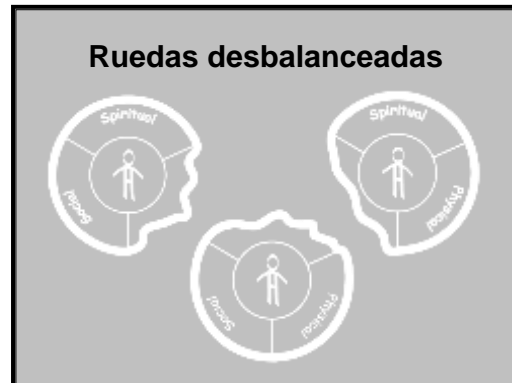 Ruedas desbalanceadas
Spiritual
Social
Spiritual
Physical
Social
Physical